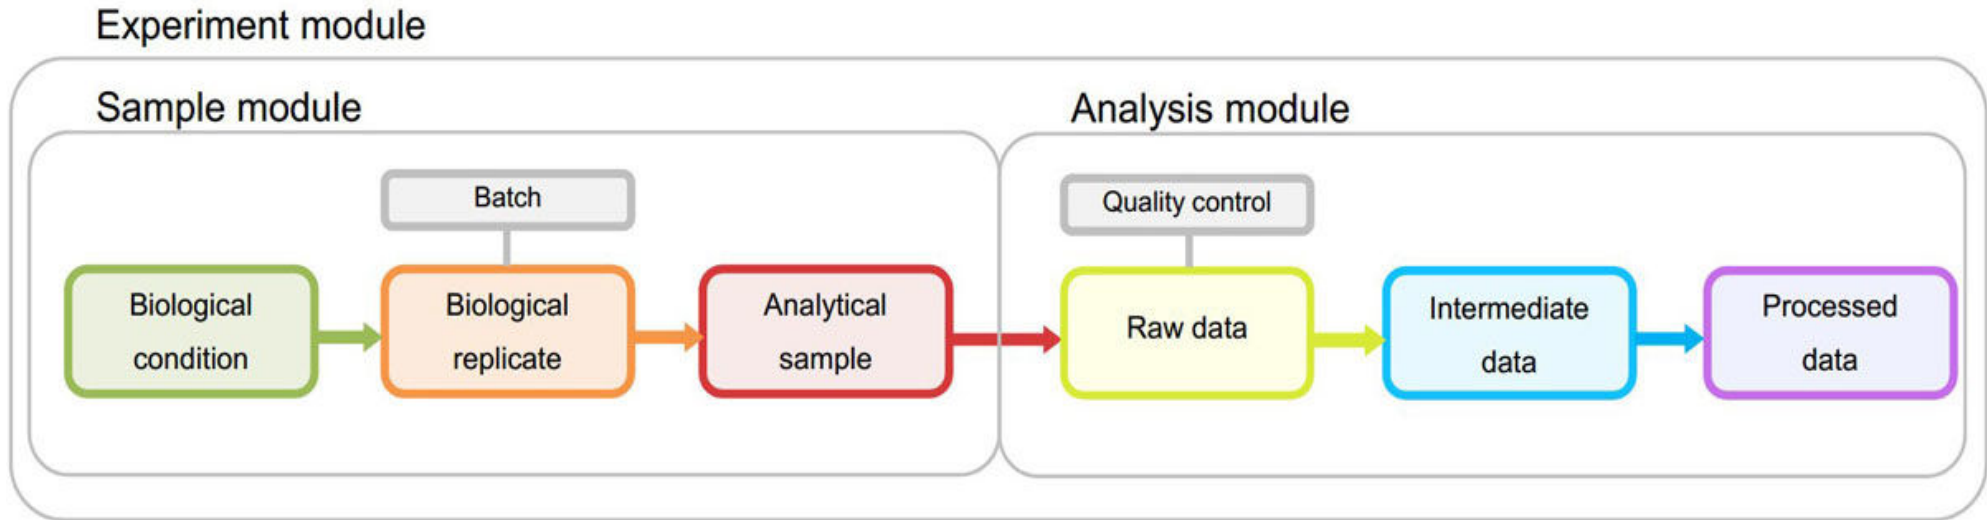 Experiment module
Sample module
Analysis module
Batch
Quality control
Biological
condition
Biological
replicate
Analytical
sample
Raw data
Intermediate
data
Processed
data